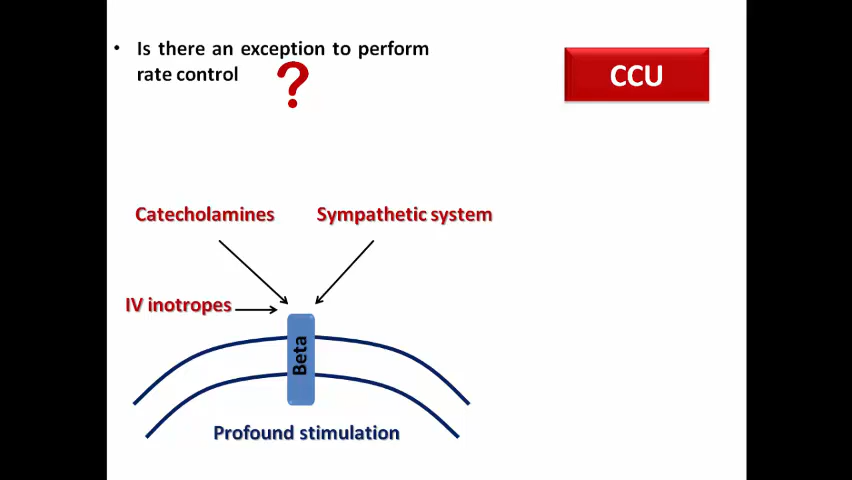 • Is there an exception to perform
rate control ?
CCU
Catecholamines
Sympathetic system
IV inotropes
Beta
Profound stimulation